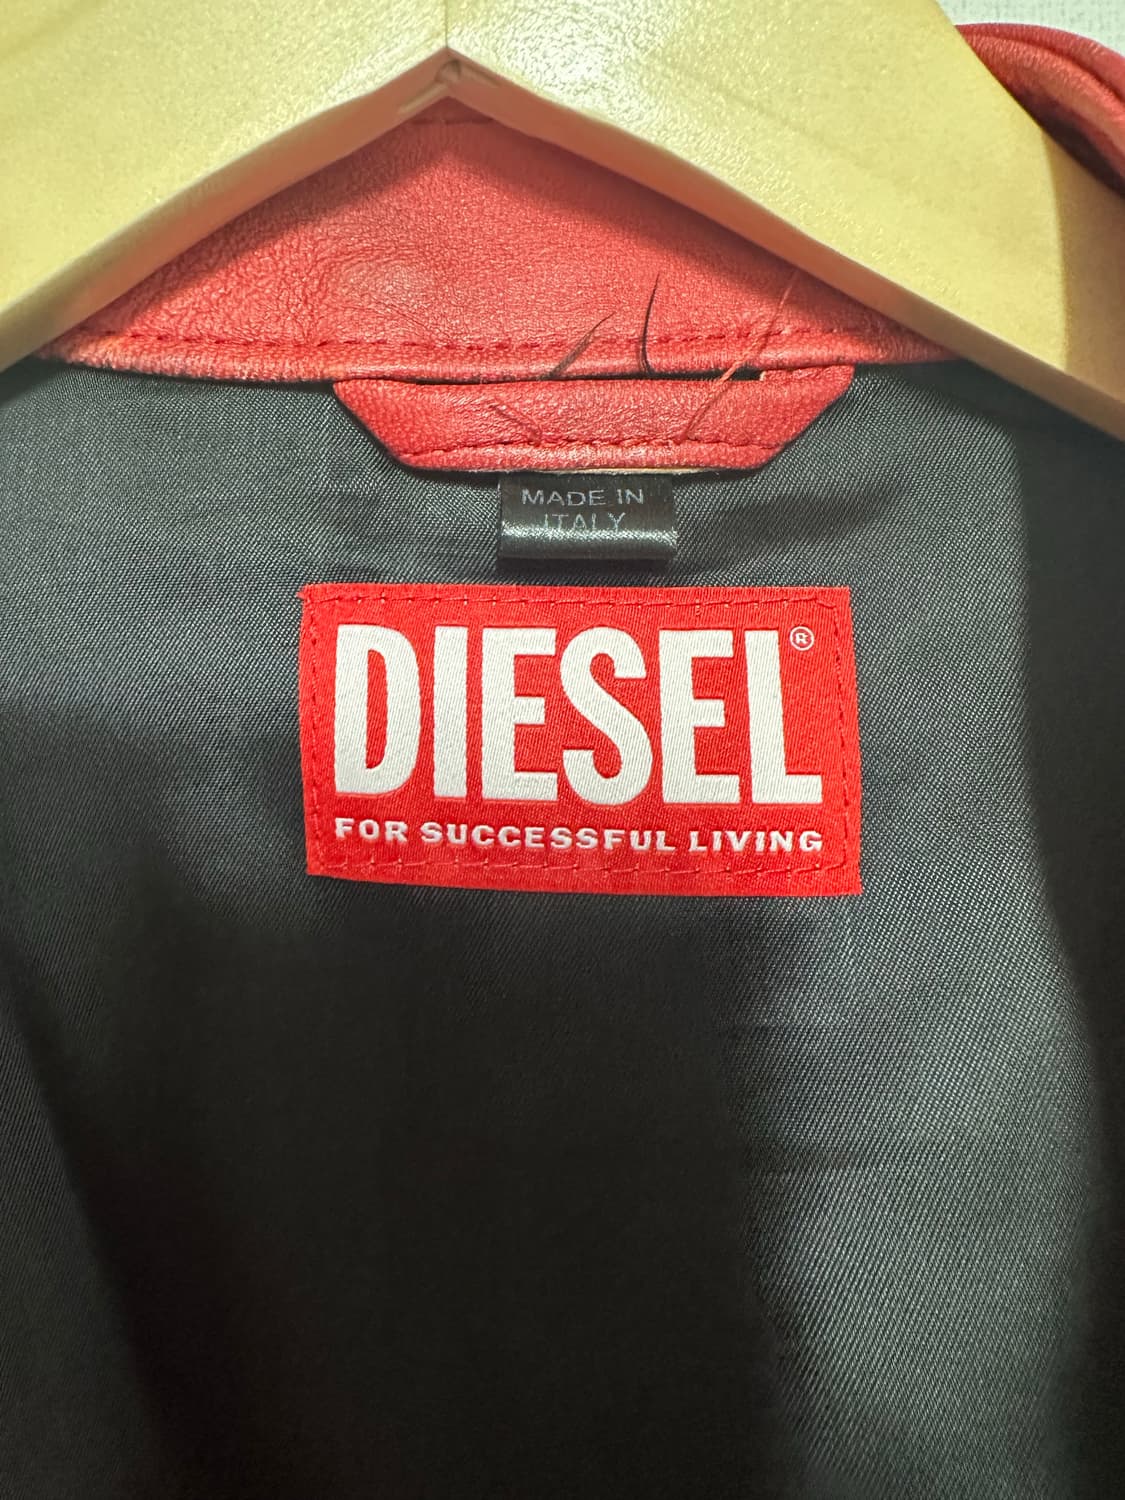 MADE IN
ITALY
DIESEL®
FOR SUCCESSFUL LIVING